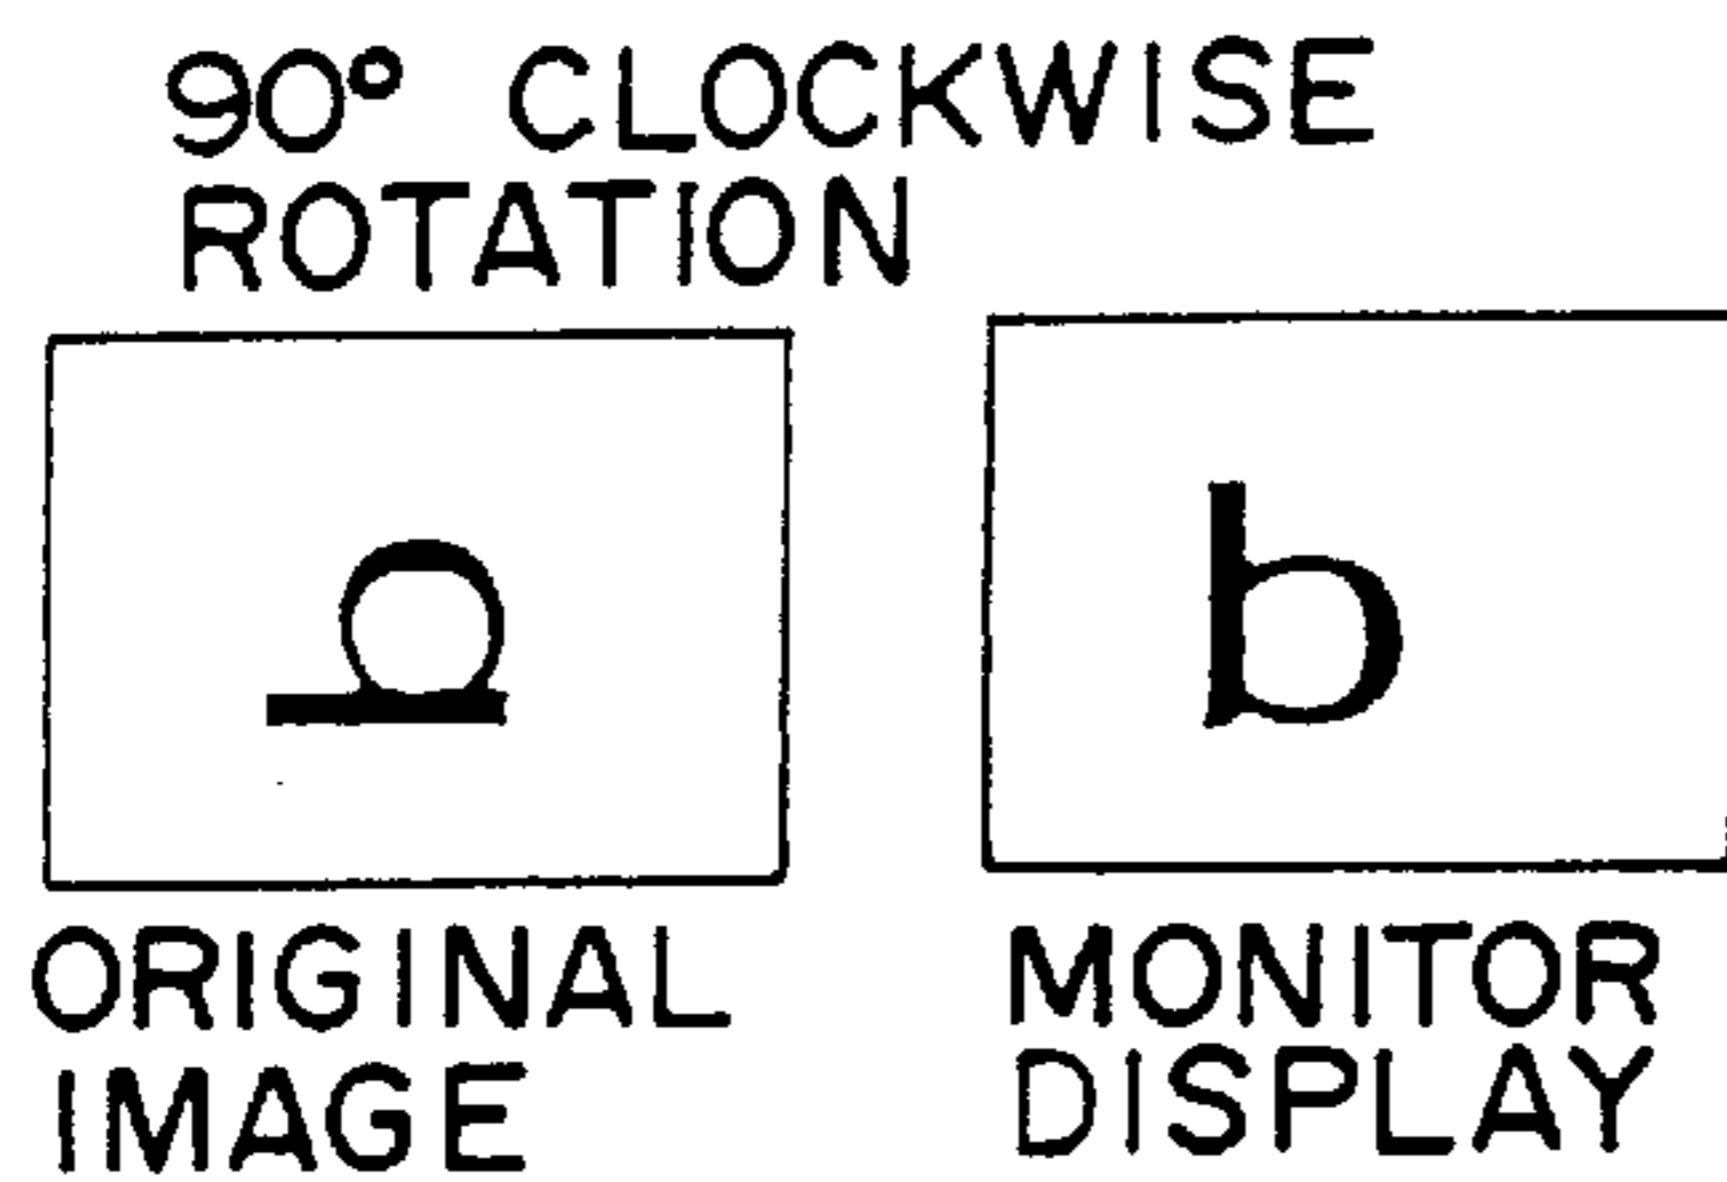 90° CLOCKWISE
ROTATION
b
b
ORIGINAL
IMAGE
MONITOR
DISPLAY